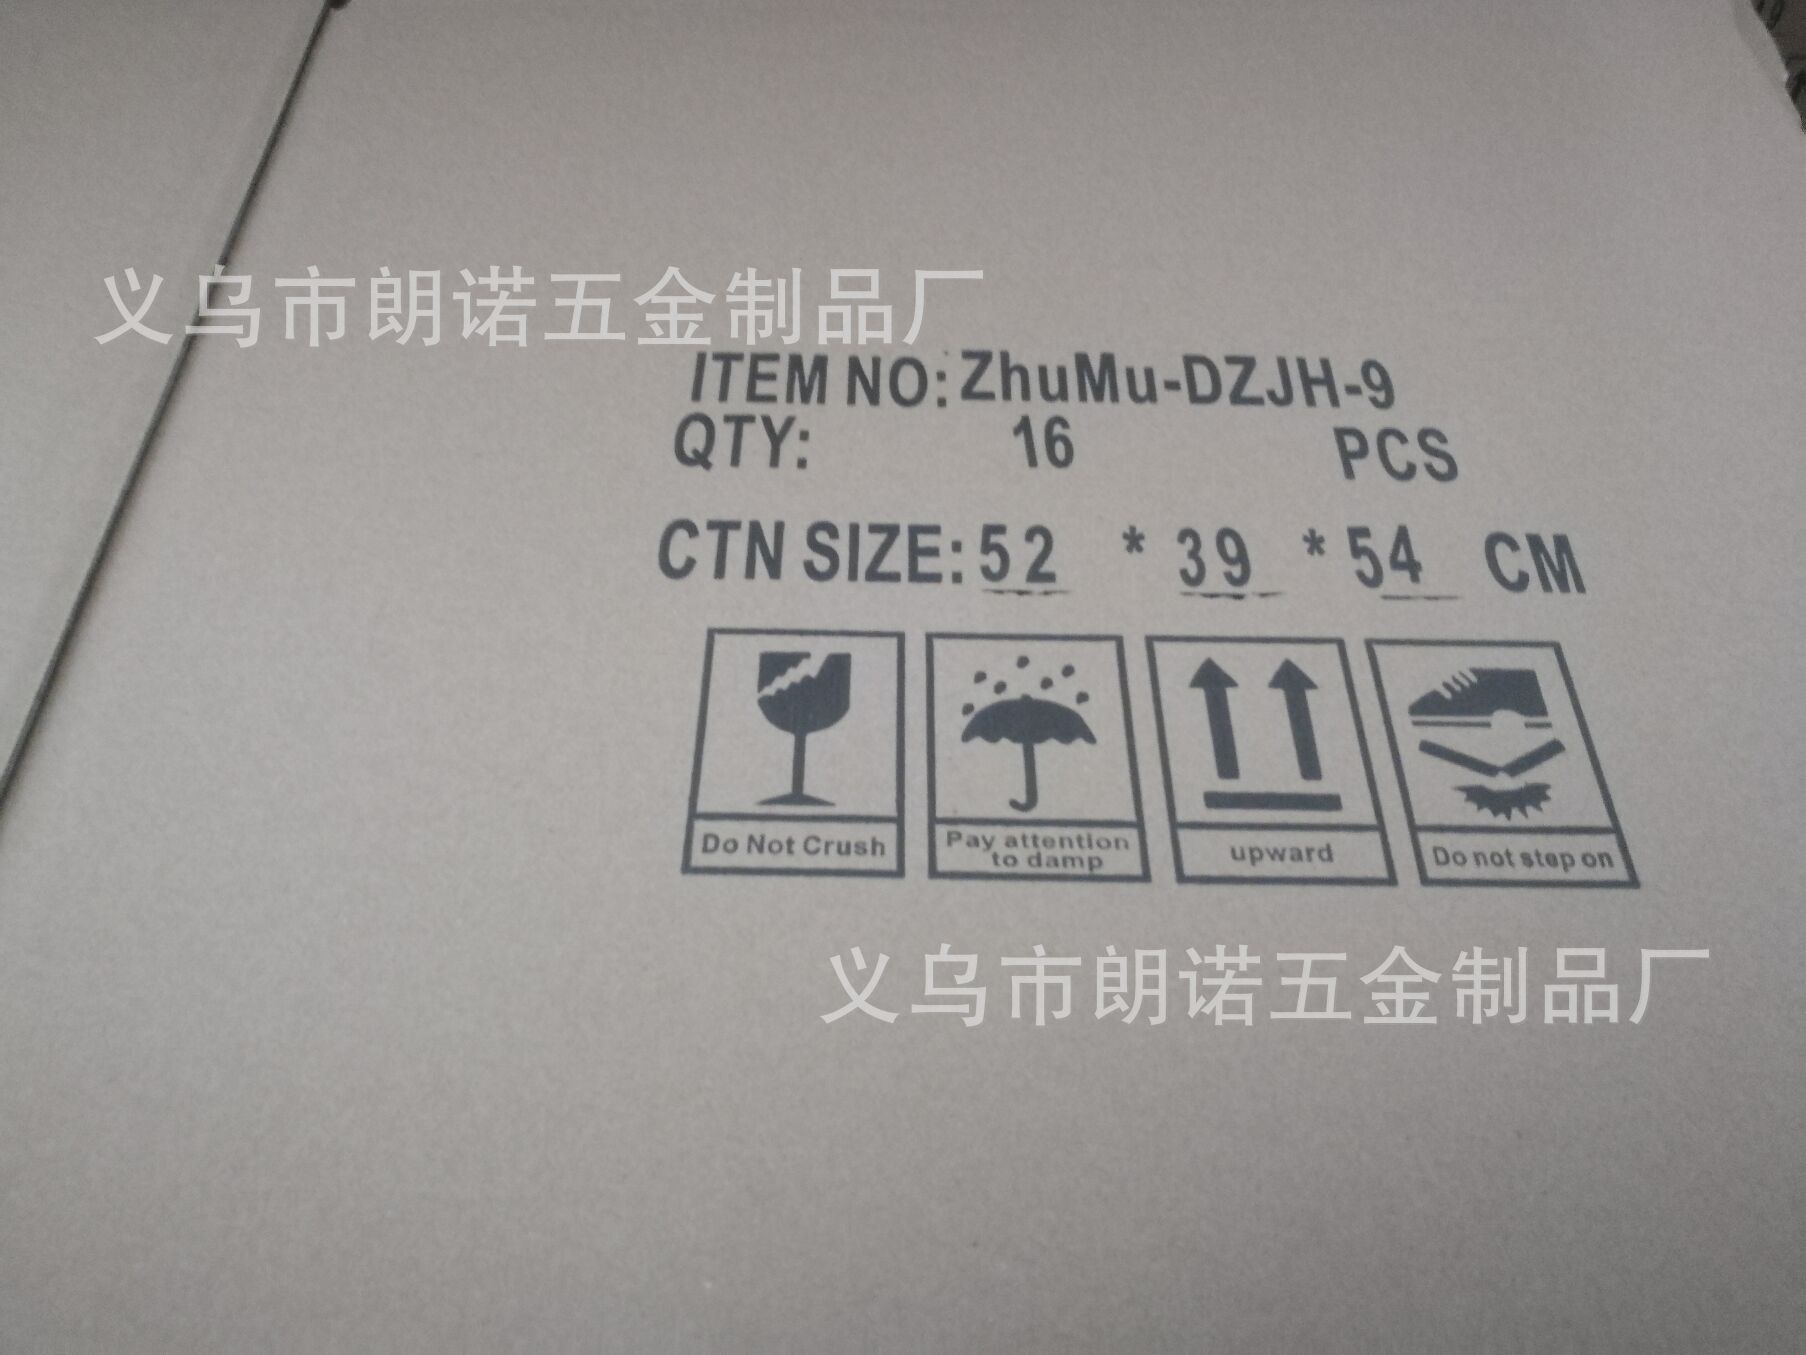 义乌市朗诺五金制品厂
ITEM NO: ZhuMu-DZJH-9
QTY: 16 PCS
CTN SIZE: 52 * 39 * 54 CM
Do Not Crush
Pay attention
to damp
upward
Do not step on
义乌市朗诺五金制品厂